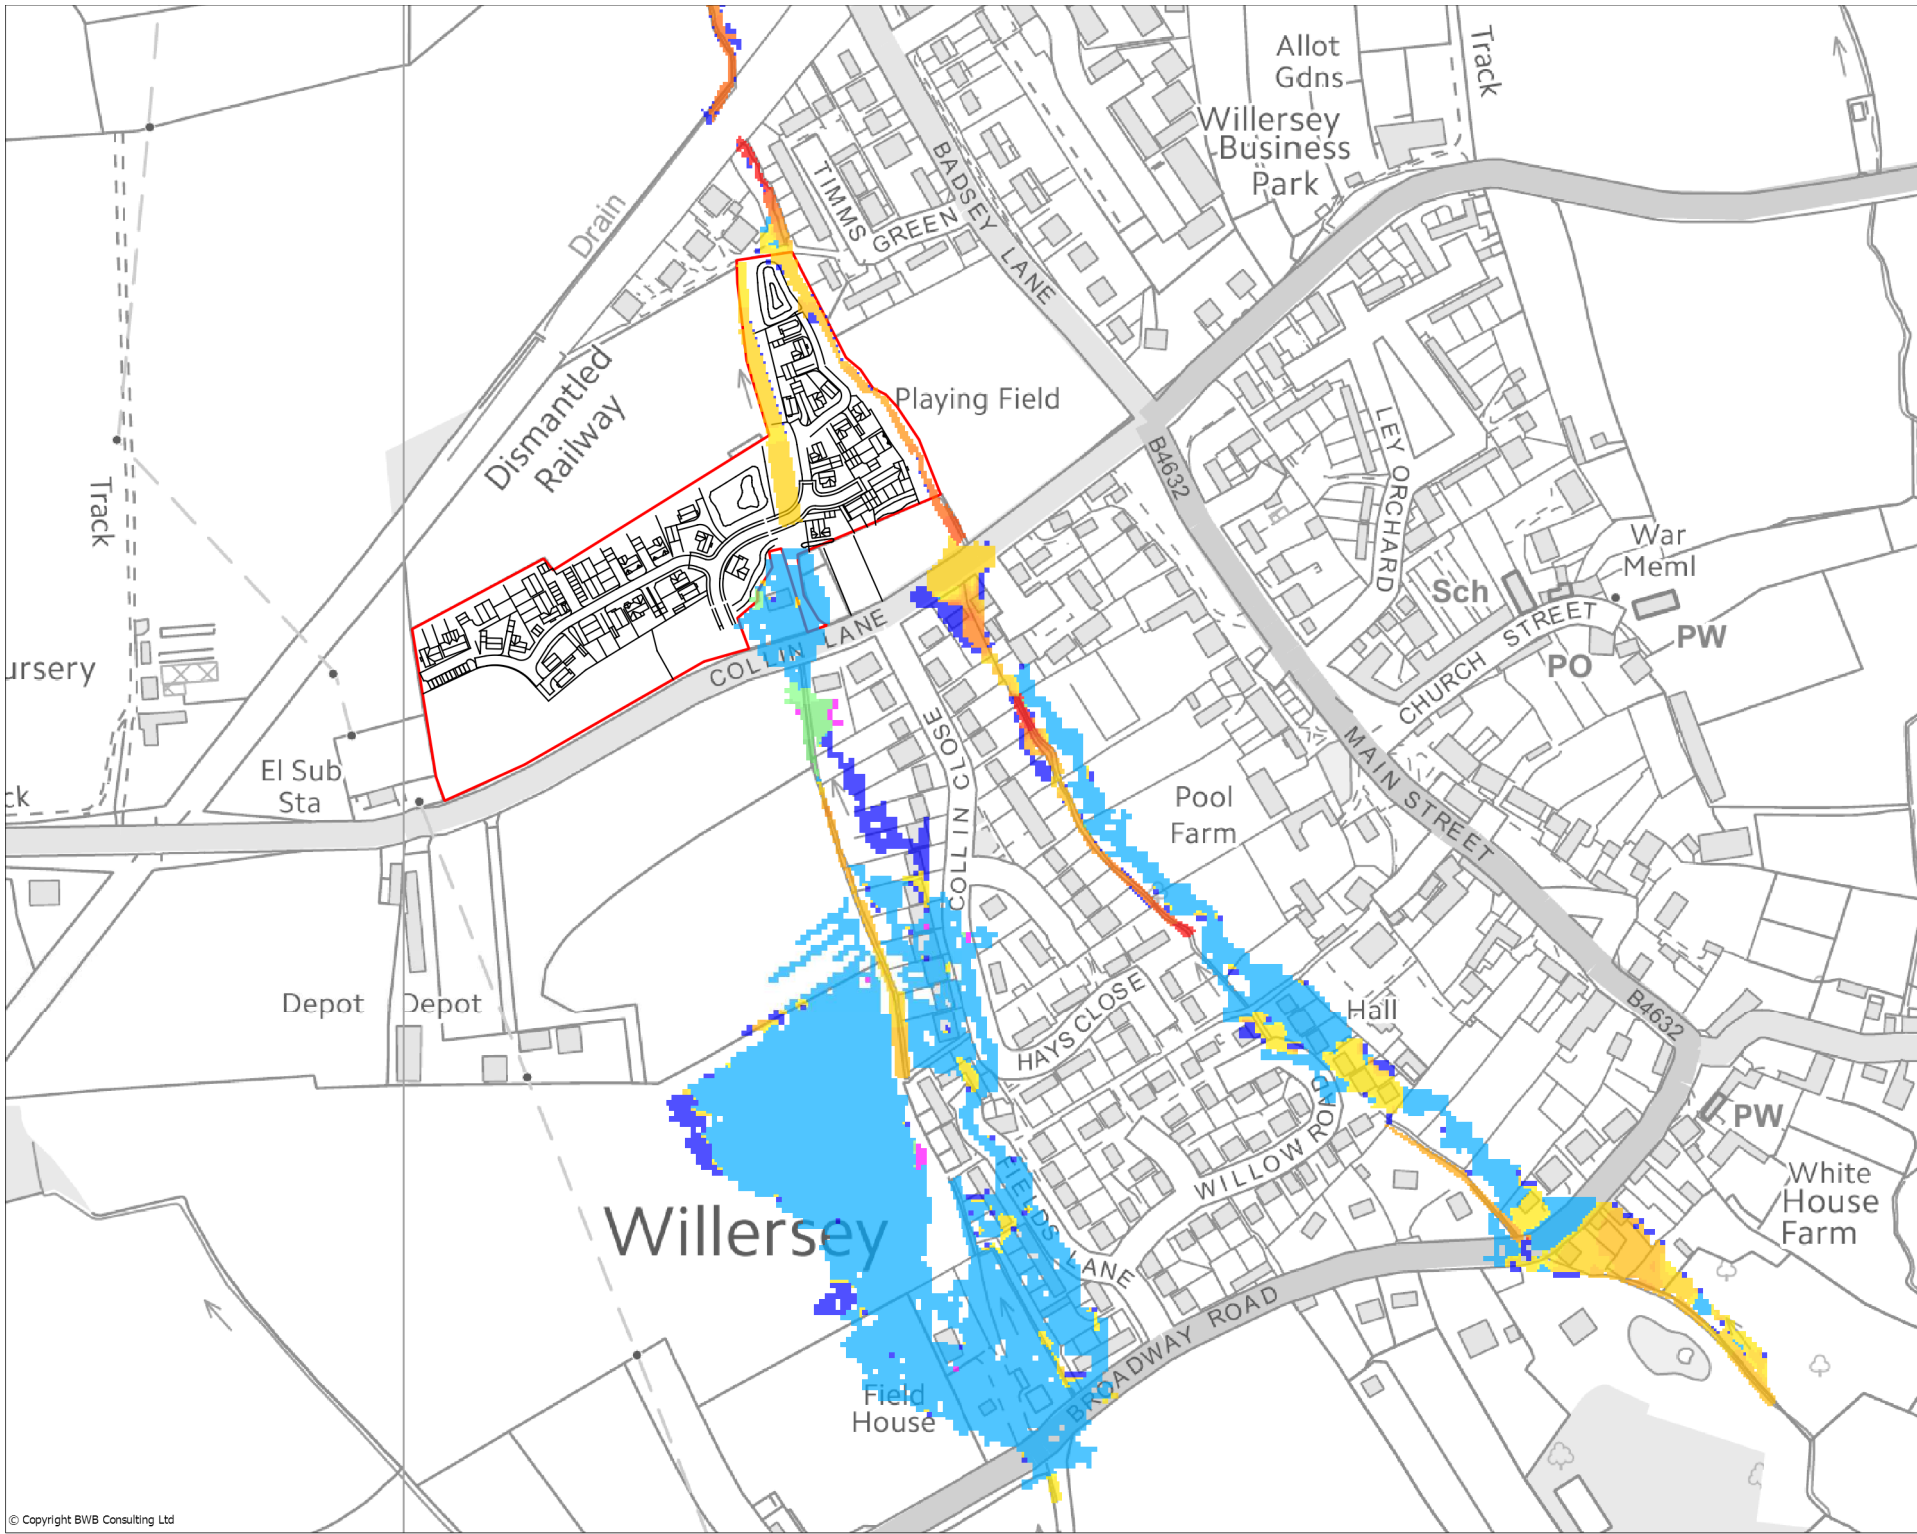 Allot
Gdns
Track
Willersey
Business
Park
BADSEY LANE
TIMMS
GREEN
Drain
Dismantled
Railway
Playing Field
B4632
LEY ORCHARD
War
Meml
Sch
CHURCH STREET
PW
PO
Track
ursery
COLLIN LANE
El Sub
Sta
ck
COLLIN CLOSE
MAIN STREET
Pool
Farm
Depot
Depot
HAYS CLOSE
Hall
B4632
WILLOW ROAD
PW
White
House
Farm
Willersey
FIELDS LANE
BROADWAY ROAD
Field
House
© Copyright BWB Consulting Ltd